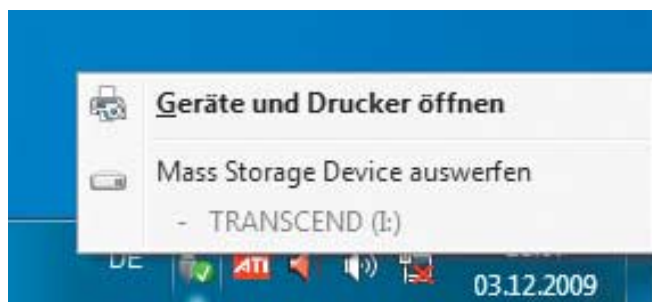 Geräte und Drucker öffnen
Mass Storage Device auswerfen
- TRANSCEND (I:)
DE ATI
03.12.2009